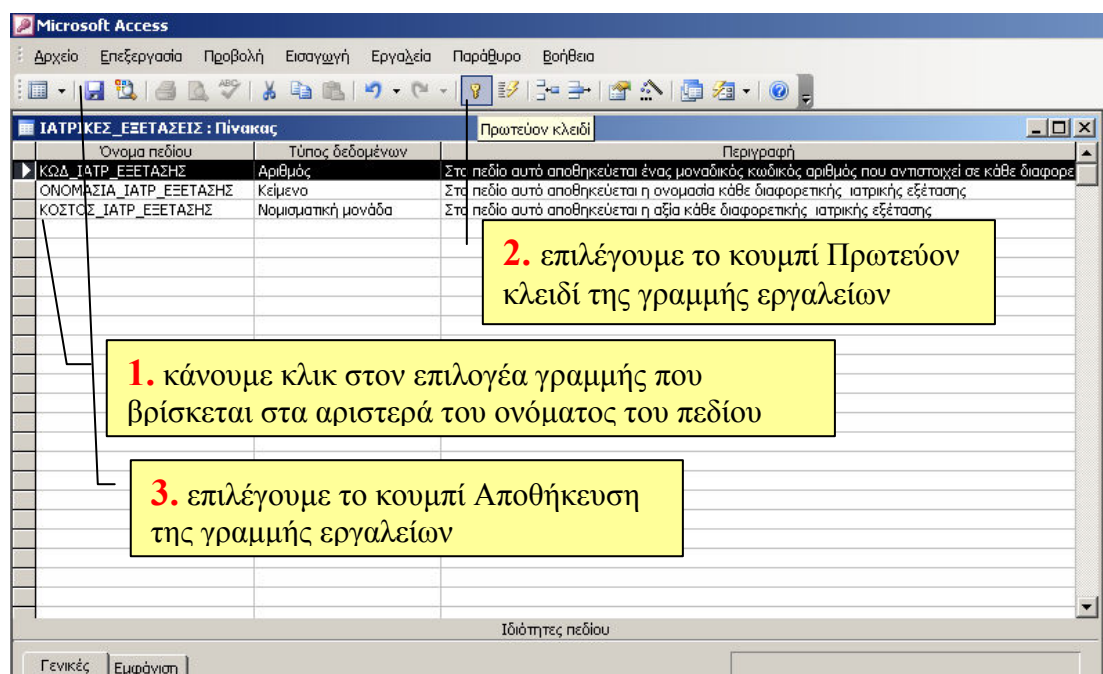 Microsoft Access
Αρχείο Επεξεργασία Προβολή Εισαγωγή Εργαλεία Παράθυρο Βοήθεια
ΙΑΤΡΙΚΕΣ_ΕΞΕΤΑΣΕΙΣ : Πίνακας
Πρωτεύον κλειδί
Όνομα πεδίου Τύπος δεδομένων Περιγραφή
ΚΩΔ_ΙΑΤΡ_ΕΞΕΤΑΣΗΣ Αριθμός Στο πεδίο αυτό αποθηκεύεται ένας μοναδικός κωδικός αριθμός που αντιστοιχεί σε κάθε διαφορε
ΟΝΟΜΑΣΙΑ_ΙΑΤΡ_ΕΞΕΤΑΣΗΣ Κείμενο Στο πεδίο αυτό αποθηκεύεται η ονομασία κάθε διαφορετικής ιατρικής εξέτασης
ΚΟΣΤΟΣ_ΙΑΤΡ_ΕΞΕΤΑΣΗΣ Νομισματική μονάδα Στο πεδίο αυτό αποθηκεύεται η αξία κάθε διαφορετικής ιατρικής εξέτασης
2. επιλέγουμε το κουμπί Πρωτεύον
κλειδί της γραμμής εργαλείων
1. κάνουμε κλικ στον επιλογέα γραμμής που
βρίσκεται στα αριστερά του ονόματος του πεδίου
3. επιλέγουμε το κουμπί Αποθήκευση
της γραμμής εργαλείων
Ιδιότητες πεδίου
Γενικές Εμφάνιση